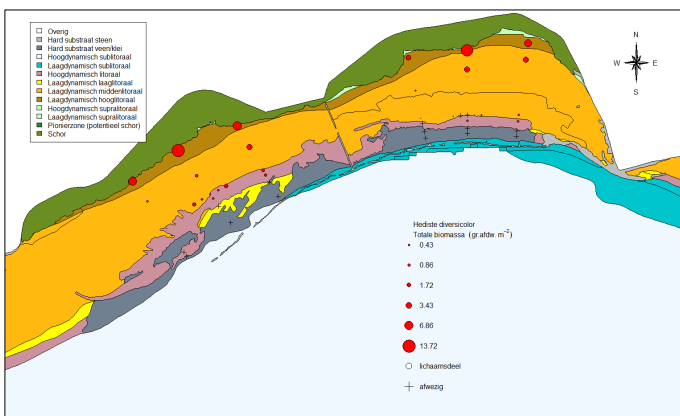 Overig
Hard substraat steen
Hard substraat veen/klei
Hoogdynamisch sublitoraal
Laagdynamisch sublitoraal
Hoogdynamisch litoraal
Laagdynamisch laaglitoraal
Laagdynamisch middenlitoraal
Laagdynamisch hooglitoraal
Hoogdynamisch supralitoraal
Laagdynamisch supralitoraal
Pionierzone (potentieel schor)
Schor
N
W E
S
Hediste diversicolor
Totale biomassa (gr.afdw. m⁻²)
0.43
0.86
1.72
3.43
6.86
13.72
lichaamsdeel
afwezig